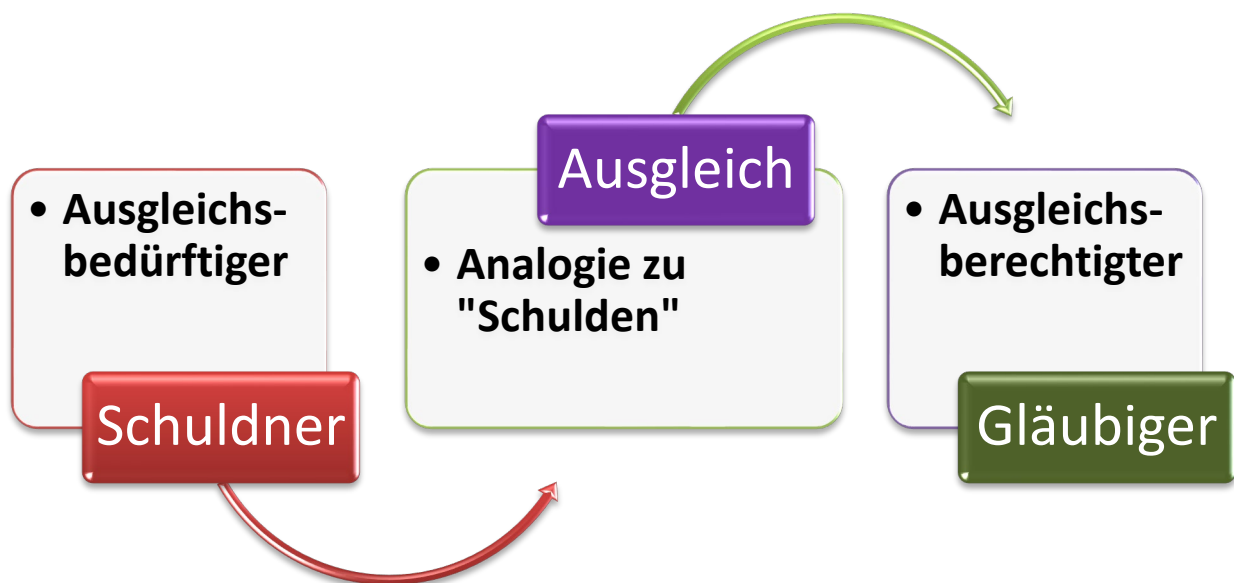 • Ausgleichs-
bedürftiger
Schuldner
Ausgleich
• Analogie zu
"Schulden"
• Ausgleichs-
berechtigter
Gläubiger